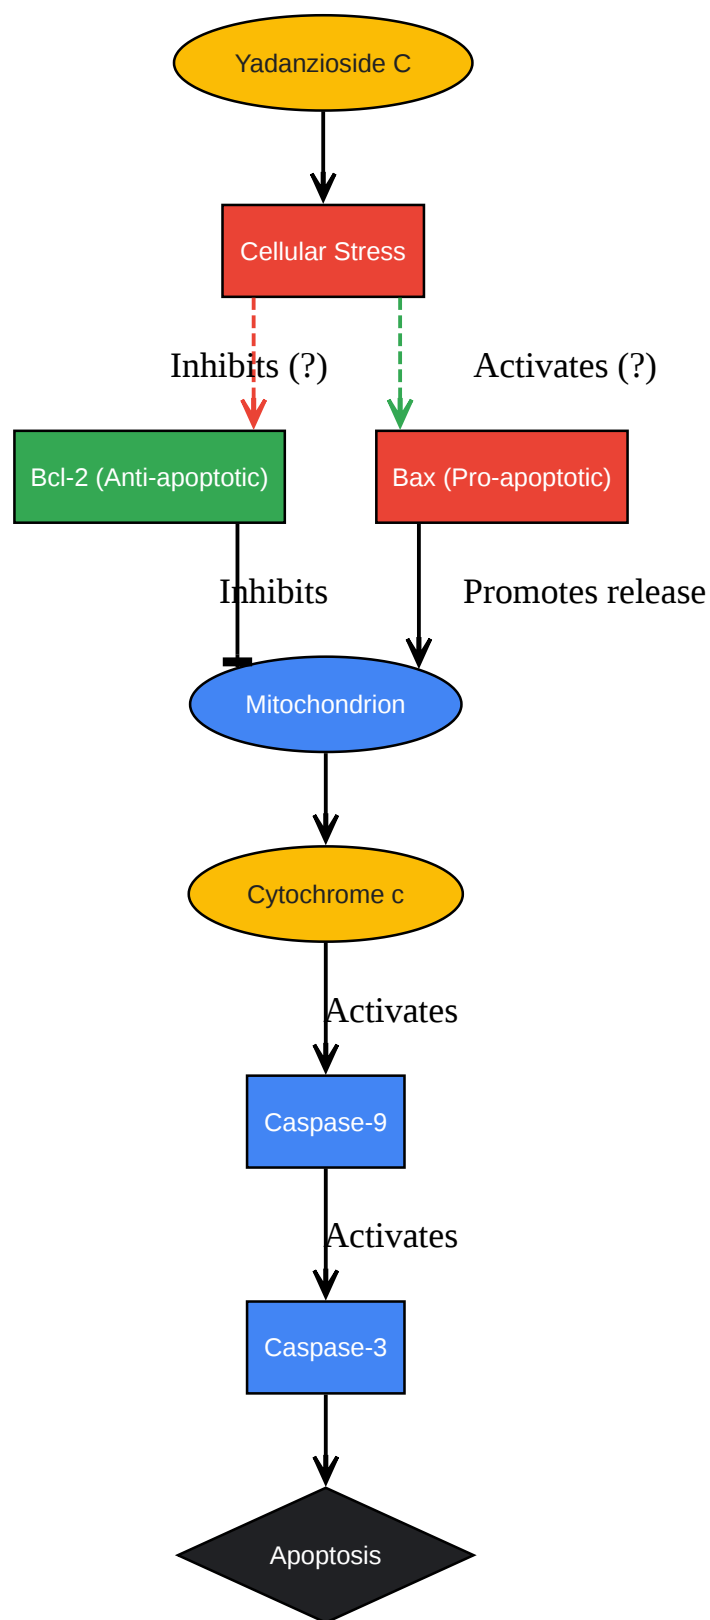 Yadanzioside C
Cellular Stress
Inhibits (?)
Activates (?)
Bcl-2 (Anti-apoptotic)
Bax (Pro-apoptotic)
Inhibits
Promotes release
Mitochondrion
Cytochrome c
Activates
Caspase-9
Activates
Caspase-3
Apoptosis